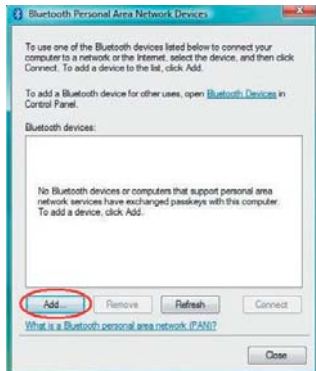 Bluetooth Personal Area Network Devices
To use one of the Bluetooth devices listed below to connect your
computer to a network or the Internet, select the device, and then click
Connect. To add a device to the list, click Add.
To add a Bluetooth device for other uses, open Bluetooth Devices in
Control Panel.
Bluetooth devices:
No Bluetooth devices or computers that support personal area
network services have exchanged passkeys with this computer.
To add a device, click Add.
Add... Remove Refresh Connect
What is a Bluetooth personal area network (PAN)?
Close